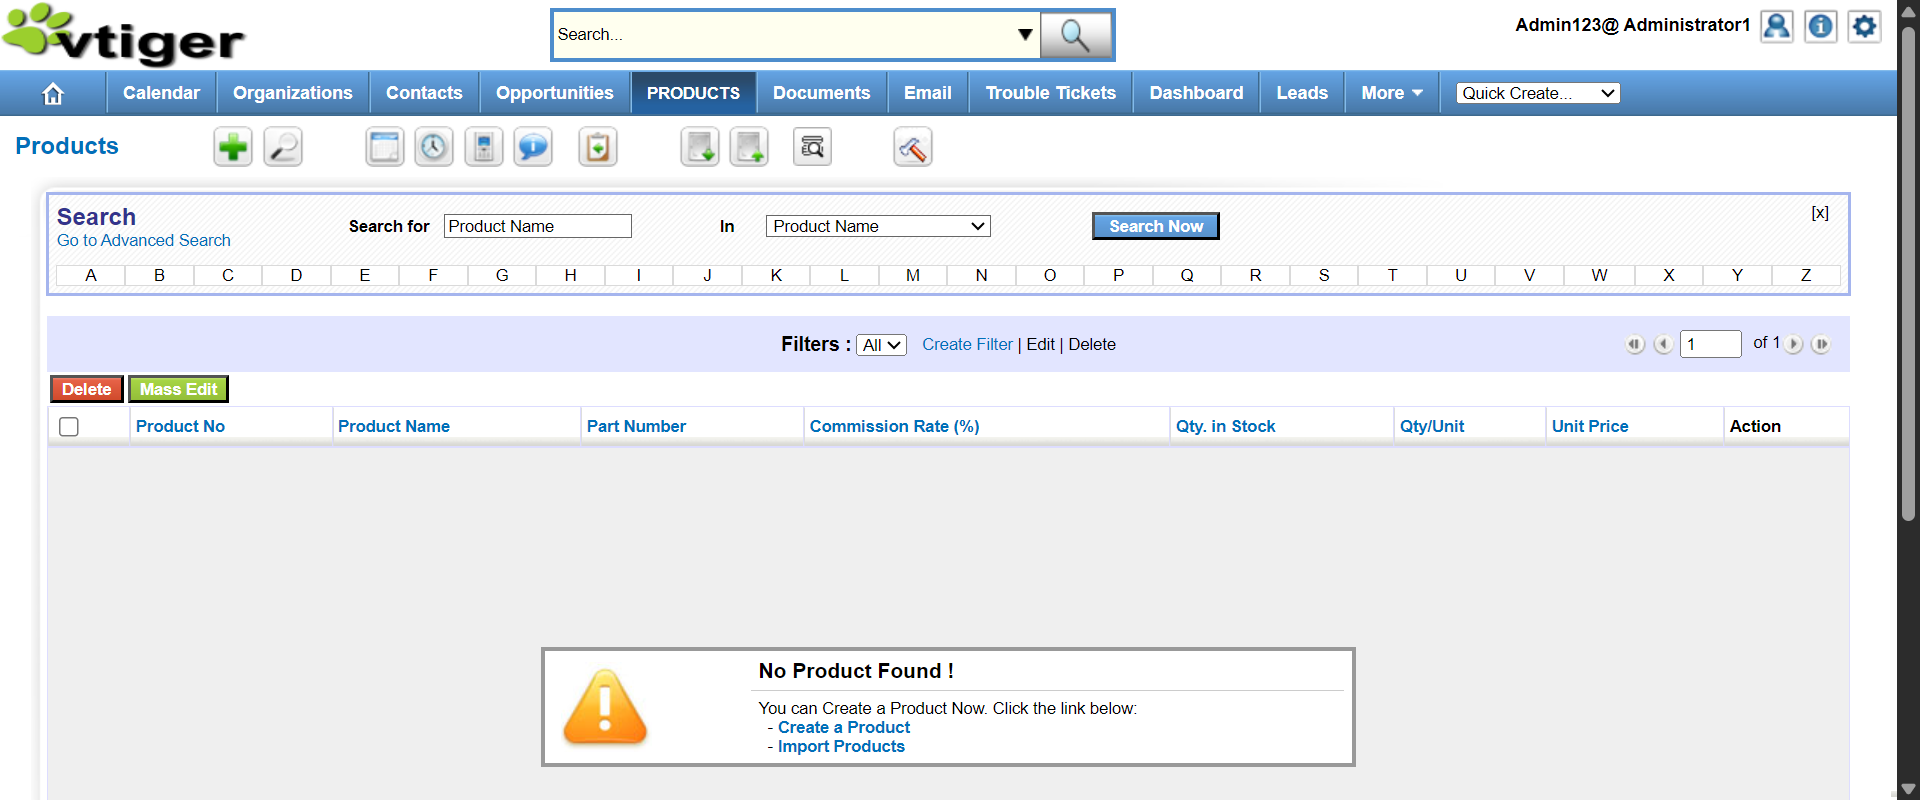 vtiger
Search...
Admin123@ Administrator1
Calendar Organizations Contacts Opportunities PRODUCTS Documents Email Trouble Tickets Dashboard Leads More Quick Create...
Products
Search
Go to Advanced Search
Search for Product Name In Product Name Search Now [x]
A B C D E F G H I J K L M N O P Q R S T U V W X Y Z
Filters : All Create Filter | Edit | Delete 1 of 1
Delete Mass Edit
Product No Product Name Part Number Commission Rate (%) Qty. in Stock Qty/Unit Unit Price Action
No Product Found !
You can Create a Product Now. Click the link below:
- Create a Product
- Import Products